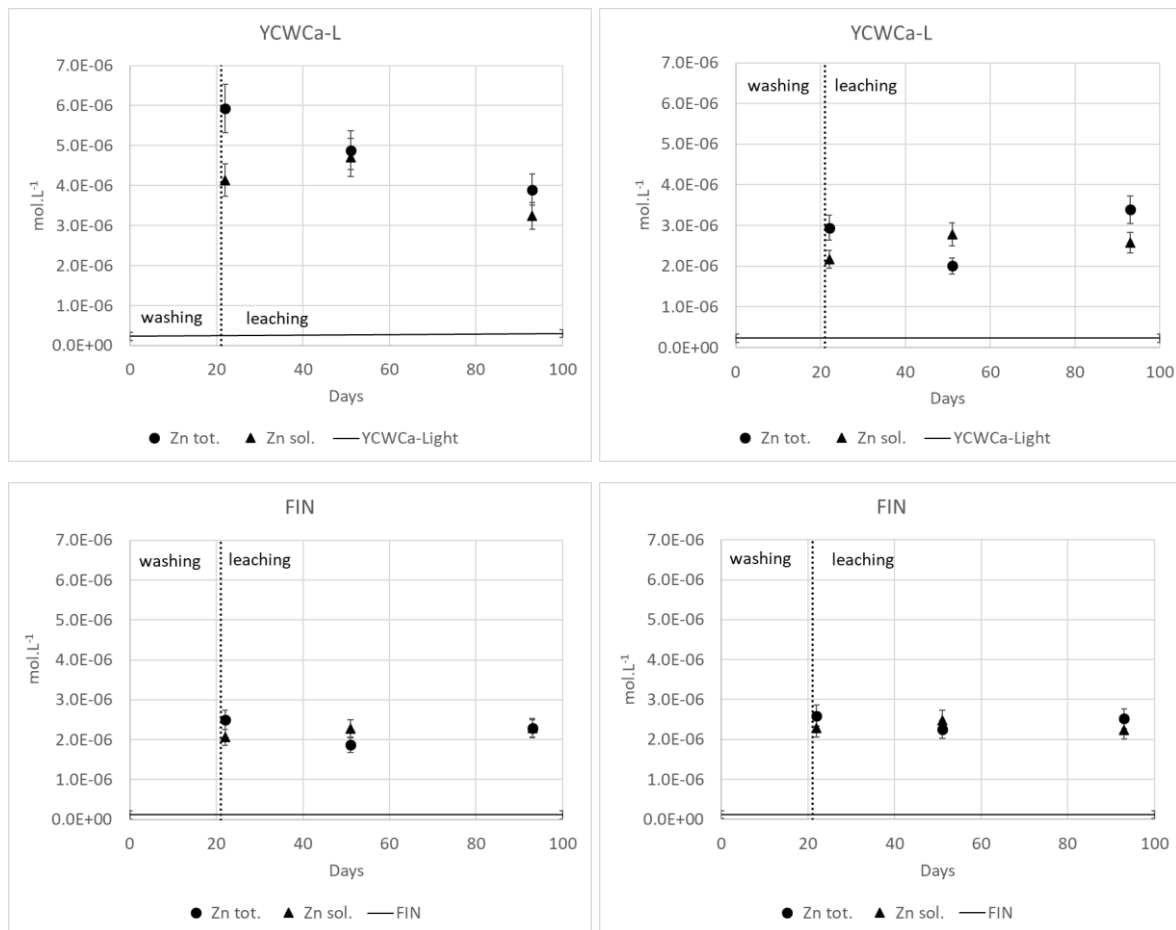 YCWCa-L
7.0E-06
6.0E-06
5.0E-06
4.0E-06
3.0E-06
2.0E-06
1.0E-06
0.0E+00
mol.L⁻¹
washing leaching
0 20 40 60 80 100
Days
Zn tot. Zn sol. YCWCa-Light
YCWCa-L
7.0E-06
6.0E-06
5.0E-06
4.0E-06
3.0E-06
2.0E-06
1.0E-06
0.0E+00
mol.L⁻¹
washing leaching
0 20 40 60 80 100
Days
Zn tot. Zn sol. YCWCa-Light
FIN
7.0E-06
6.0E-06
5.0E-06
4.0E-06
3.0E-06
2.0E-06
1.0E-06
0.0E+00
mol.L⁻¹
washing leaching
0 20 40 60 80 100
Days
Zn tot. Zn sol. FIN
FIN
7.0E-06
6.0E-06
5.0E-06
4.0E-06
3.0E-06
2.0E-06
1.0E-06
0.0E+00
mol.L⁻¹
washing leaching
0 20 40 60 80 100
Days
Zn tot. Zn sol. FIN